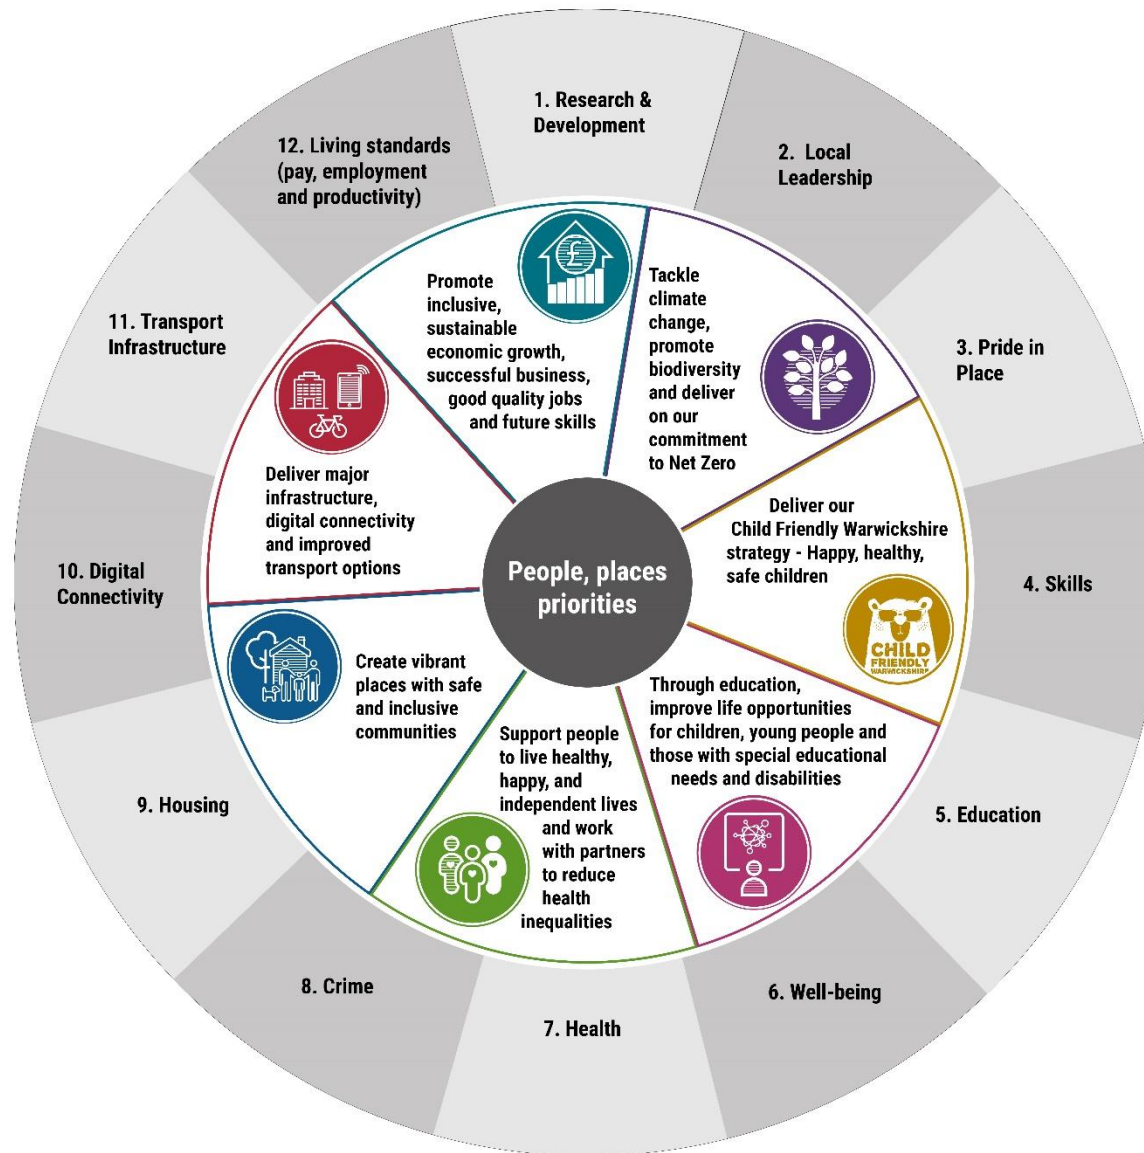 1. Research &
Development
2. Local
Leadership
3. Pride in
Place
4. Skills
5. Education
6. Well-being
7. Health
8. Crime
9. Housing
10. Digital
Connectivity
11. Transport
Infrastructure
12. Living standards
(pay, employment
and productivity)
£
Promote
inclusive,
sustainable
economic growth,
successful business,
good quality jobs
and future skills
Tackle
climate
change,
promote
biodiversity
and deliver
on our
commitment
to Net Zero
Deliver our
Child Friendly Warwickshire
strategy - Happy, healthy,
safe children
CHILD
FRIENDLY
WARWICKSHIRE
Through education,
improve life opportunities
for children, young people and
those with special educational
needs and disabilities
Support people
to live healthy,
happy, and
independent lives
and work
with partners
to reduce
health
inequalities
Create vibrant
places with safe
and inclusive
communities
Deliver major
infrastructure,
digital connectivity
and improved
transport options
People, places
priorities